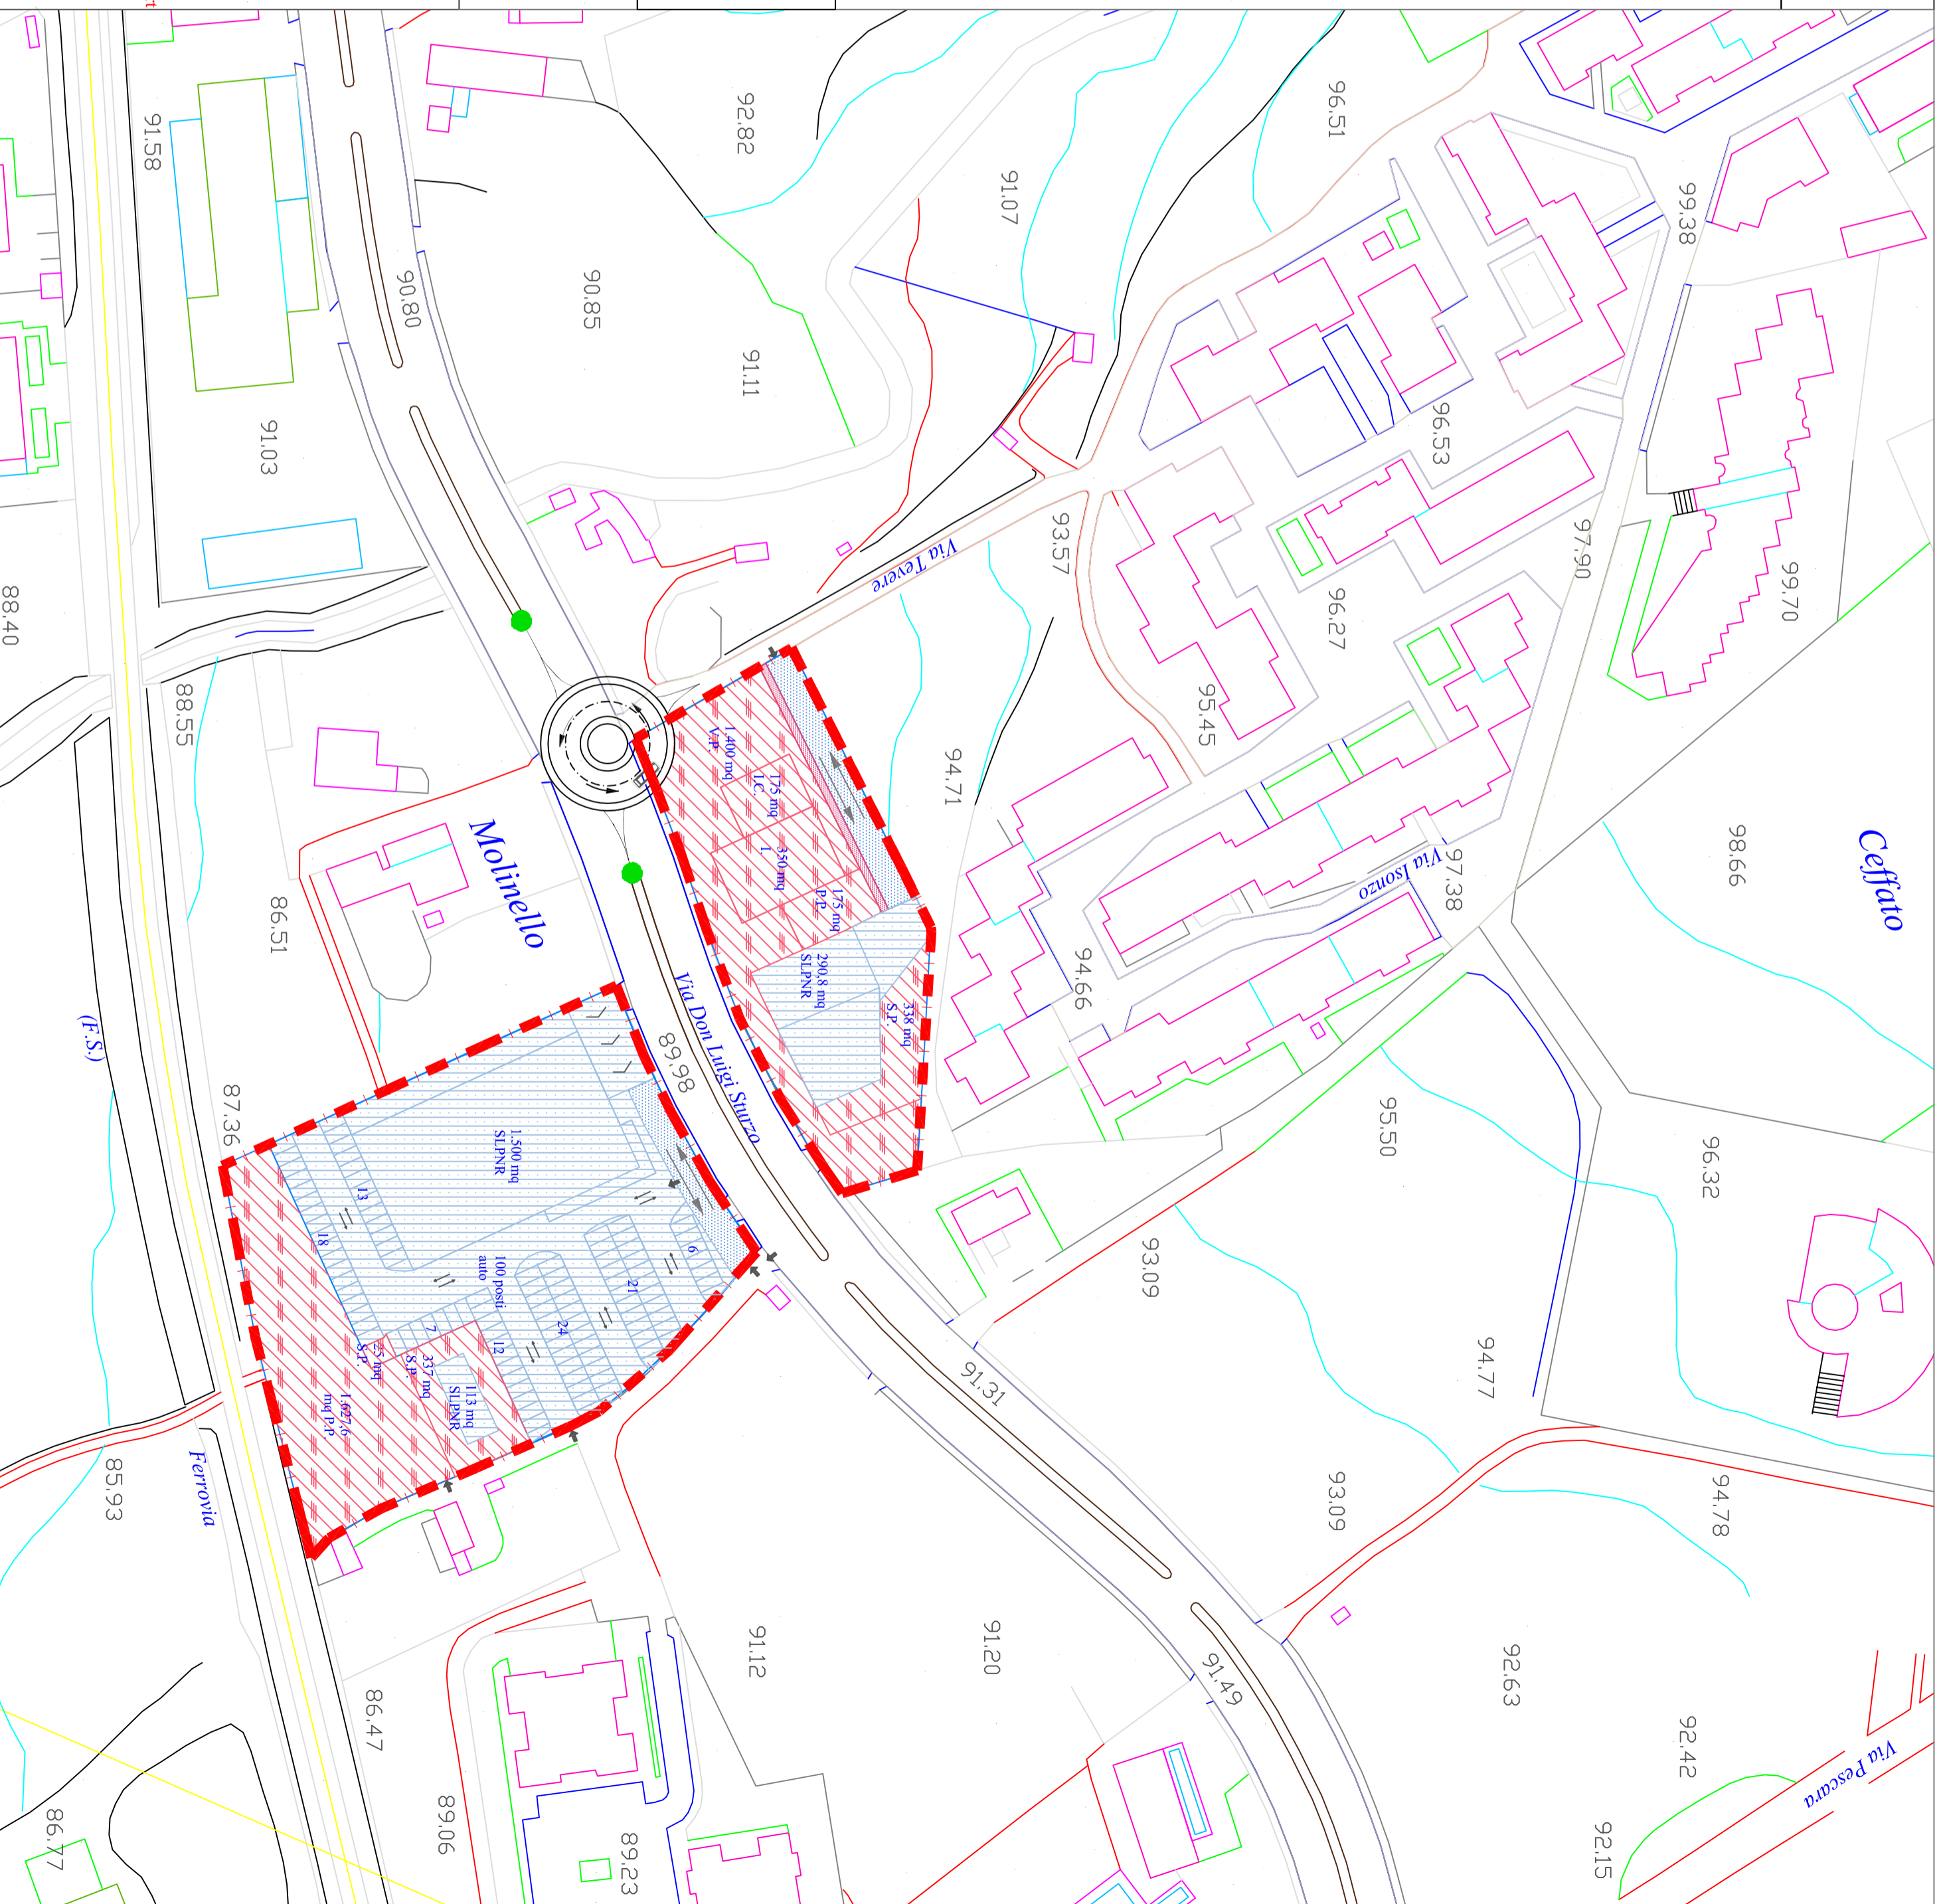 92.82
96.51
91.58
91.07
99.38
90.80
90.85
91.11
91.03
96.53
97.90
93.57
Via Tevere
99.70
96.27
88.40
88.55
95.45
94.71
1.400 mq
V.P.
175 mq
I.C.
350 mq
I.
175 mq
P.P.
290,8 mq
SLPNR
338 mq
S.P.
Molinello
Via Isonzo
97.38
98.66
Ceffato
86.51
94.66
Via Don Luigi Sturzo
89.98
(F.S.)
87.36
95.50
96.32
1.500 mq
SLPNR
13
18
100 posti
auto
6
21
24
12
7
25 mq
S.P.
337 mq
S.P.
113 mq
SLPNR
1.627,6
mq P.P
93.09
91.31
94.77
85.93
Ferrovia
93.09
94.78
91.12
91.20
91.49
92.63
86.47
92.42
Via Pescara
89.06
89.23
86.77
92.15